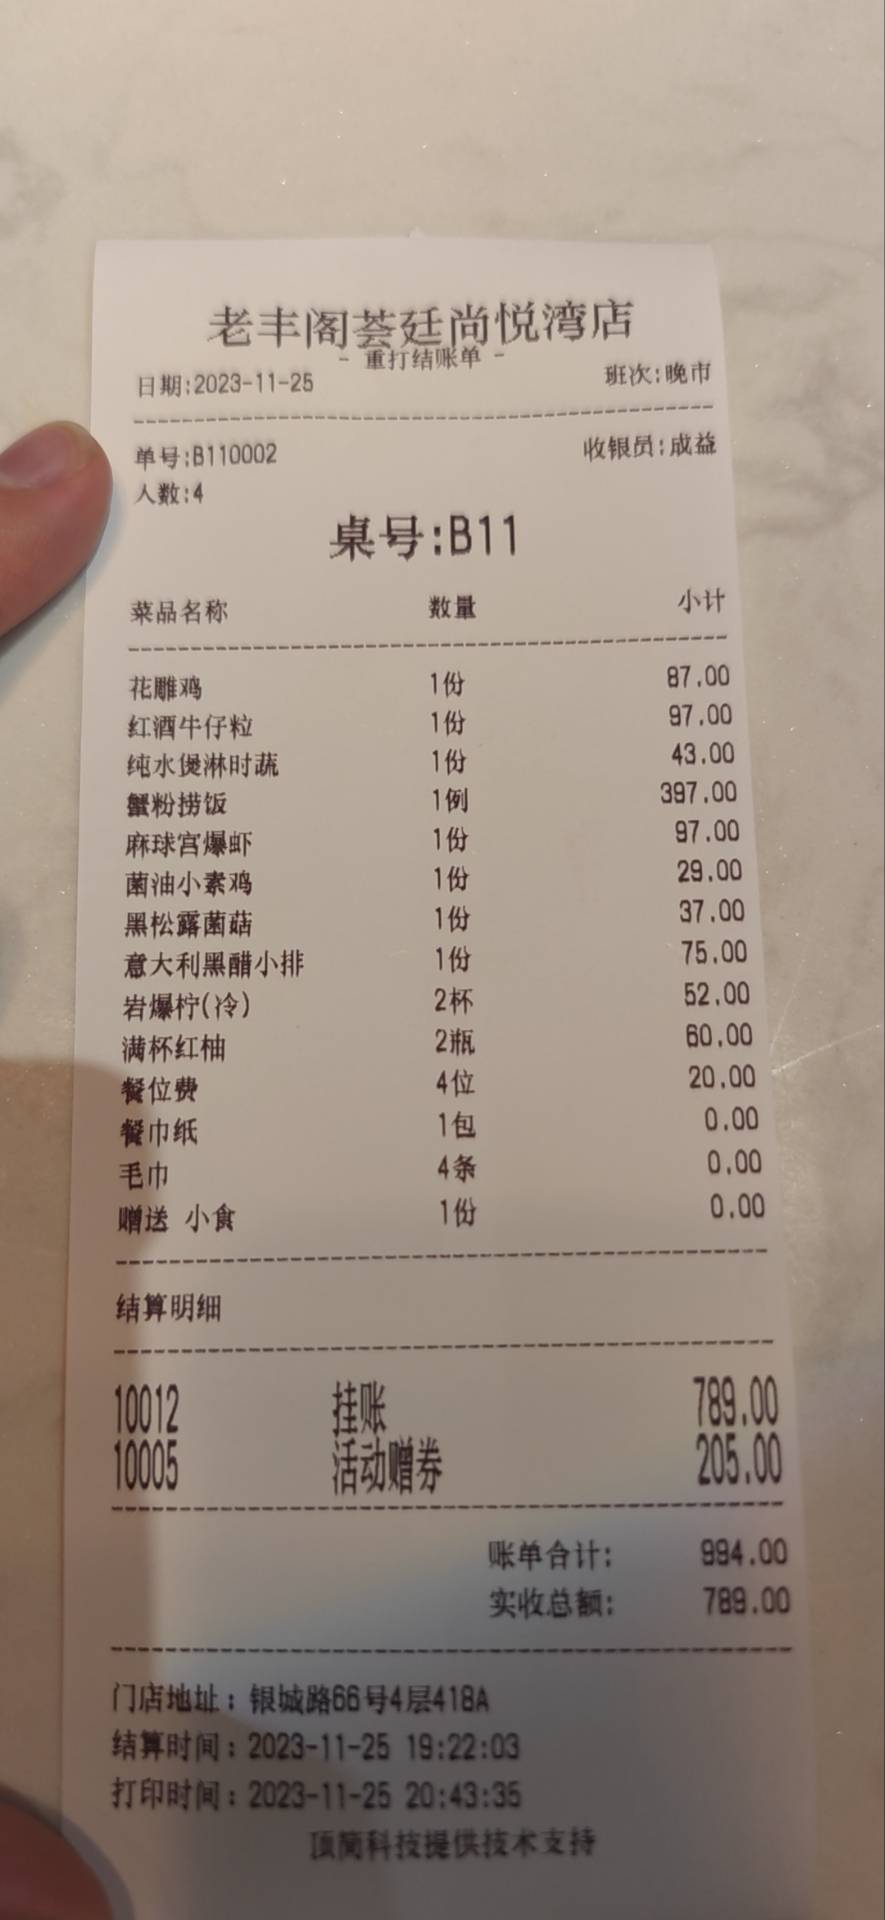 老丰阁荟廷尚悦湾店
- 重打结账单 -
日期:2023-11-25 班次:晚市
单号:B110002 收银员:成益
人数:4
桌号:B11
菜品名称 数量 小计
花雕鸡 1份 87.00
红酒牛仔粒 1份 97.00
纯水煲淋时蔬 1份 43.00
蟹粉捞饭 1例 397.00
麻球宫爆虾 1份 97.00
菌油小素鸡 1份 29.00
黑松露菌菇 1份 37.00
意大利黑醋小排 1份 75.00
岩爆柠(冷) 2杯 52.00
满杯红柚 2瓶 60.00
餐位费 4位 20.00
餐巾纸 1包 0.00
毛巾 4条 0.00
赠送 小食 1份 0.00
结算明细
10012 挂账 789.00
10005 活动赠券 205.00
账单合计: 994.00
实收总额: 789.00
门店地址：银城路66号4层418A
结算时间：2023-11-25 19:22:03
打印时间：2023-11-25 20:43:35
顶简科技提供技术支持